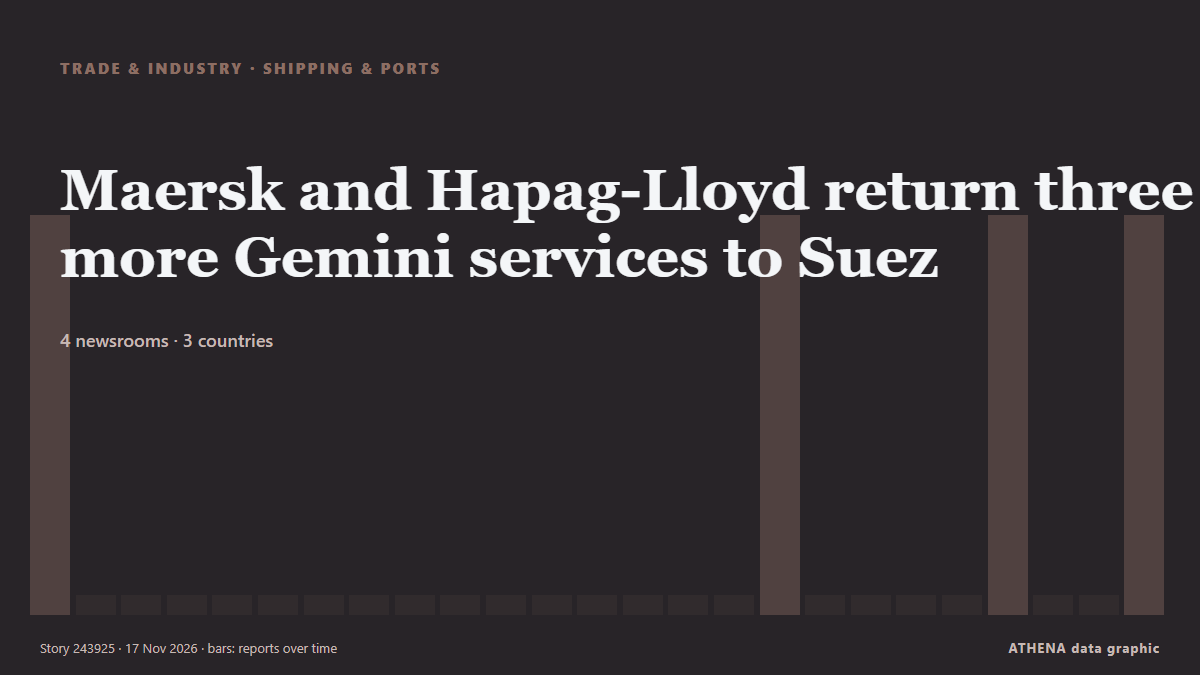 TRADE & INDUSTRY · SHIPPING & PORTS
Maersk and Hapag-Lloyd return three
more Gemini services to Suez
4 newsrooms · 3 countries
Story 243925 · 17 Nov 2026 · bars: reports over time
ATHENA data graphic